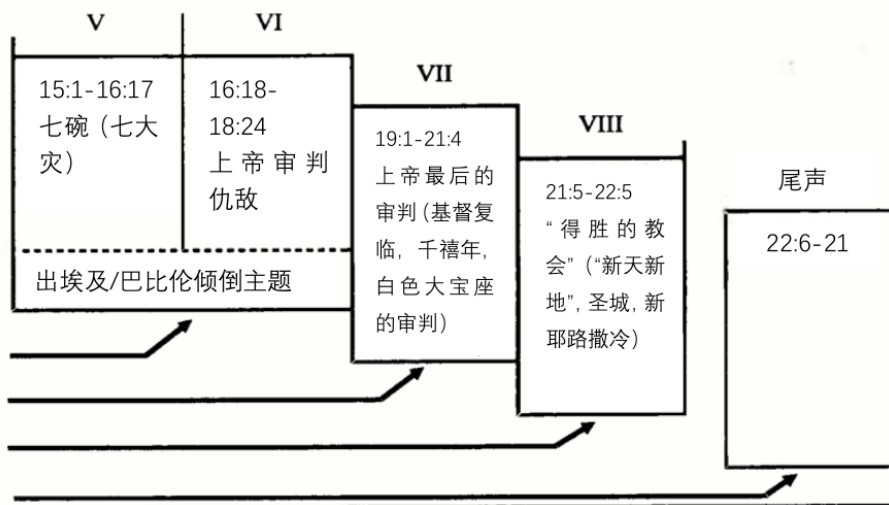 V
VI
15:1-16:17
七碗（七大
灾）
16:18-
18:24
上帝审判
仇敌
出埃及/巴比伦倾倒主题
VII
19:1-21:4
上帝最后的
审判（基督复
临，千禧年，
白色大宝座
的审判）
VIII
21:5-22:5
“得胜的教
会”（“新天新
地”，圣城，新
耶路撒冷）
尾声
22:6-21